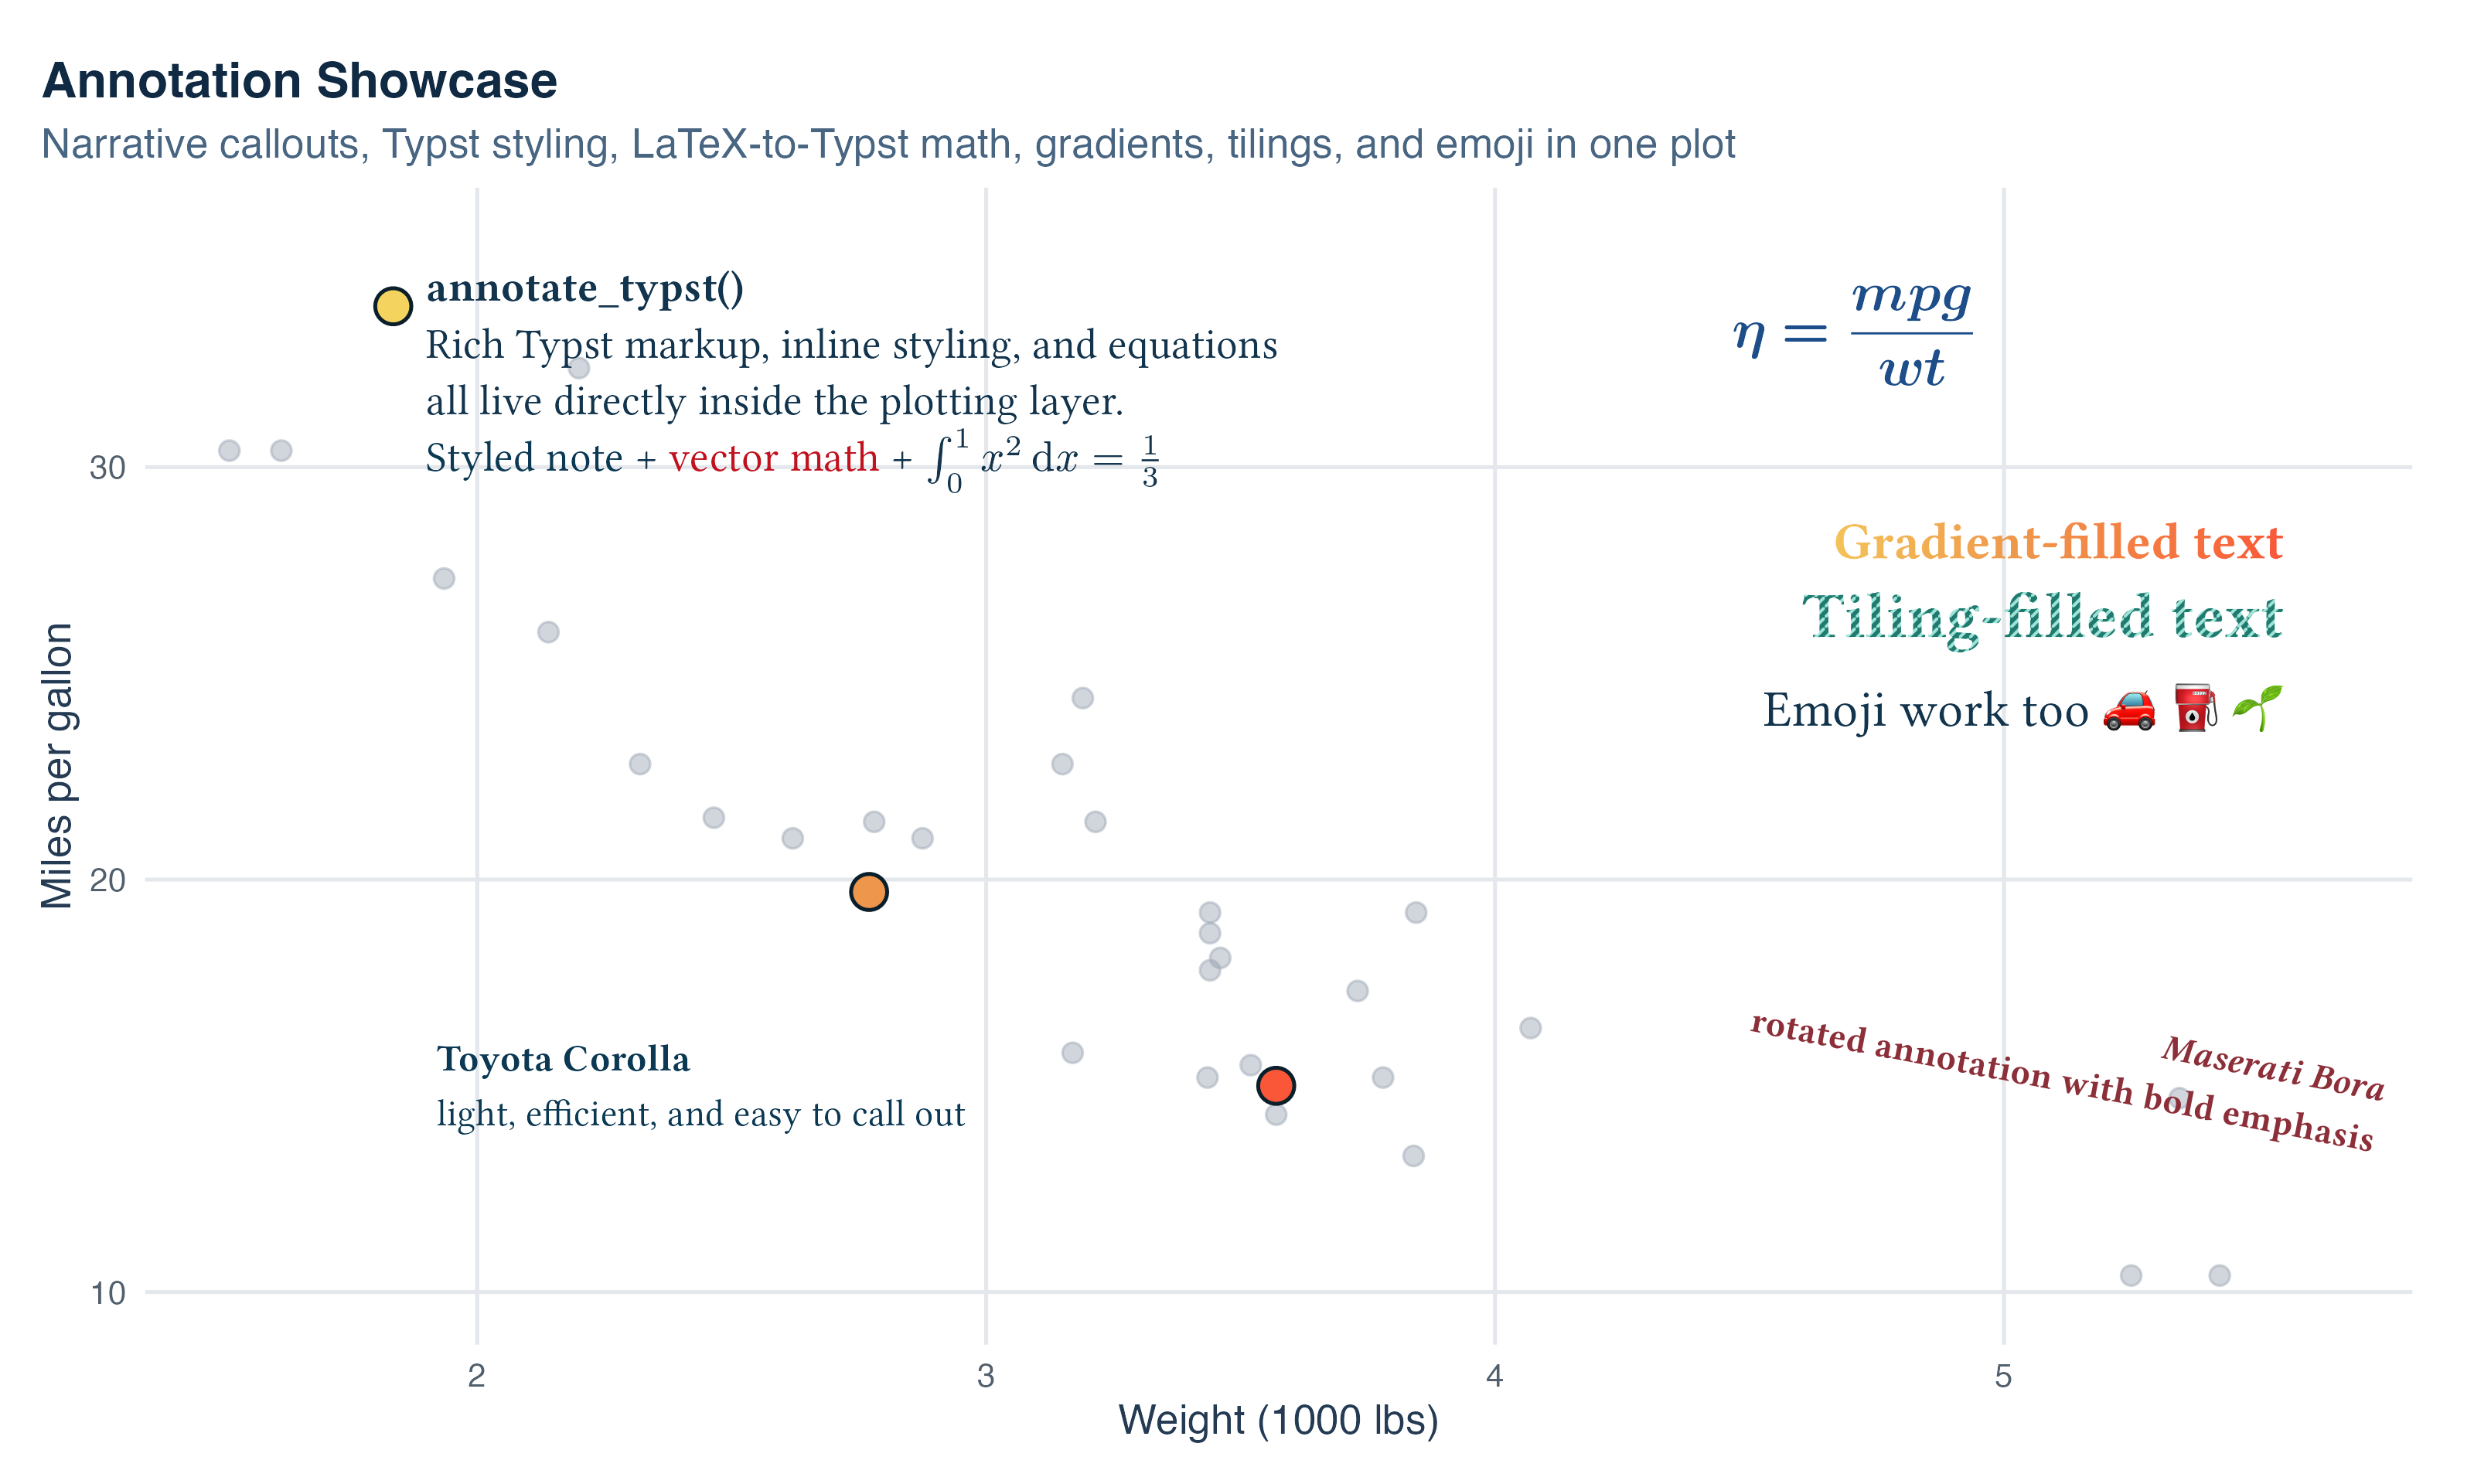 Annotation Showcase
Narrative callouts, Typst styling, LaTeX-to-Typst math, gradients, tilings, and emoji in one plot
annotate_typst()
Rich Typst markup, inline styling, and equations
all live directly inside the plotting layer.
Styled note + vector math + ∫₀¹ x² dx = 1/3
η = mpg/wt
Gradient-filled text
Tiling-filled text
Emoji work too 🚗 ⛽ 🌱
Maserati Bora
rotated annotation with bold emphasis
Toyota Corolla
light, efficient, and easy to call out
Miles per gallon
30
20
10
2
3
4
5
Weight (1000 lbs)